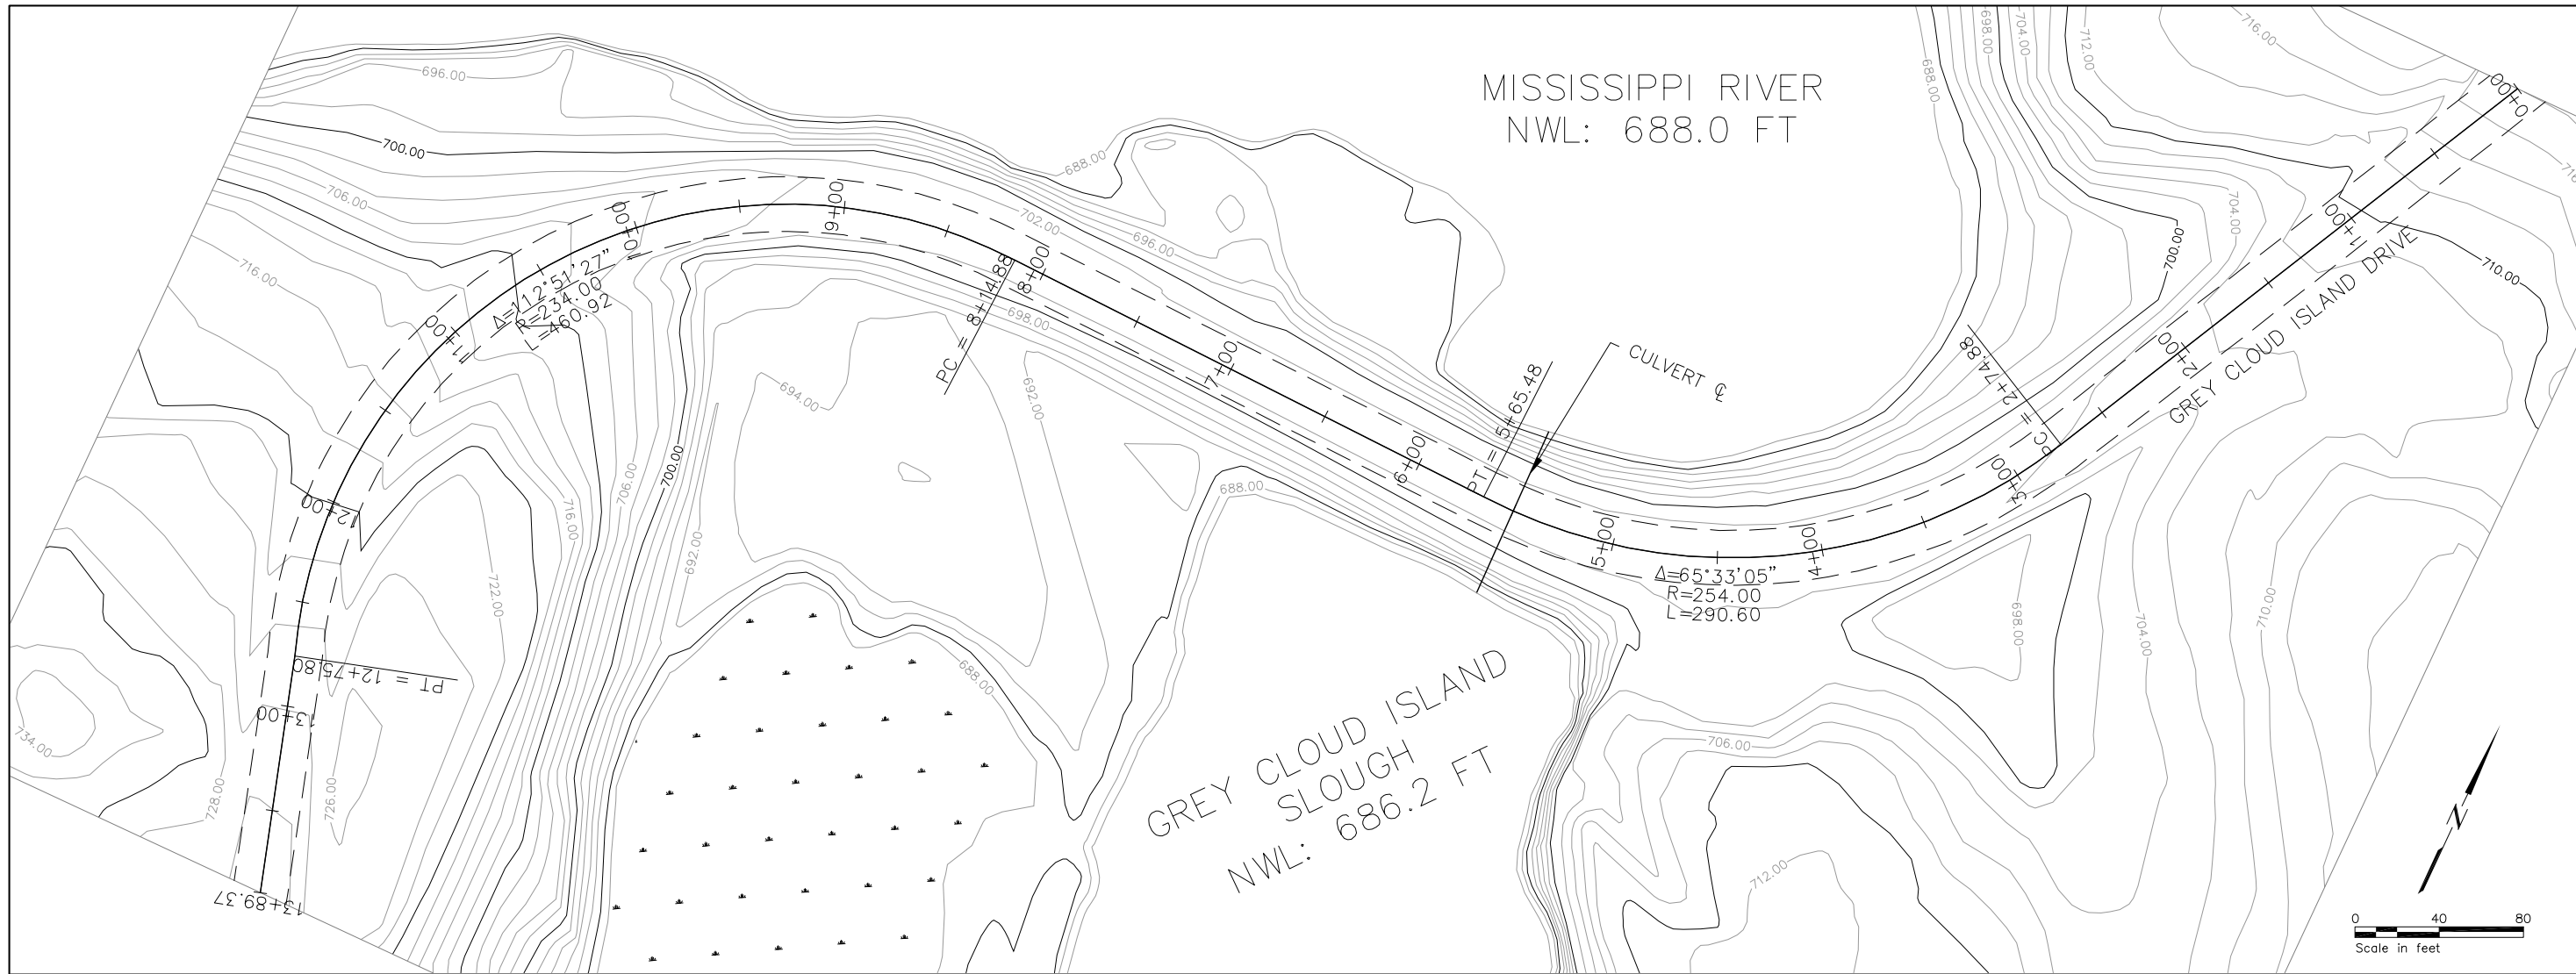 MISSISSIPPI RIVER
NWL: 688.0 FT
696.00
700.00
706.00
716.00
688.00
702.00
696.00
688.00
698.00
704.00
712.00
716.00
0+00
704.00
700.00
710.00
1+00
GREY CLOUD ISLAND DRIVE
2+00
PC = 2+74.88
3+00
4+00
5+00
Δ=65°33'05"
R=254.00
L=290.60
CULVERT ℄
PT = 5+65.48
6+00
7+00
8+00
PC = 8+14.88
9+00
10+00
Δ=112°51'27"
R=234.00
L=460.92
11+00
12+00
PT = 12+75.80
13+00
13+89.37
698.00
694.00
692.00
692.00
700.00
706.00
716.00
722.00
726.00
728.00
734.00
688.00
688.00
GREY CLOUD ISLAND
SLOUGH
NWL: 686.2 FT
698.00
704.00
710.00
706.00
712.00
N
0 40 80
Scale in feet